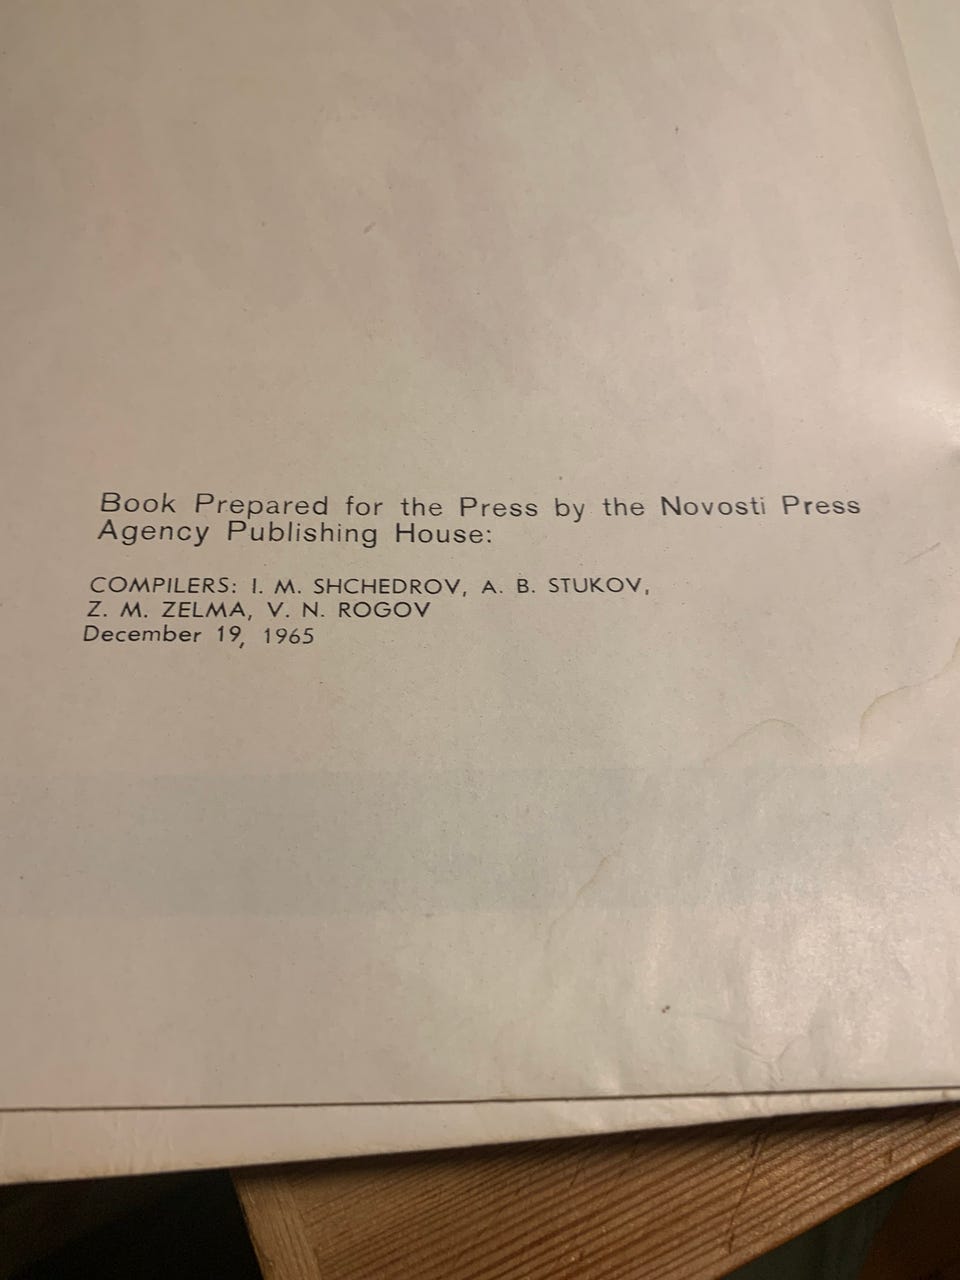 Book Prepared for the Press by the Novosti Press
Agency Publishing House:
COMPILERS: I. M. SHCHEDROV, A. B. STUKOV,
Z. M. ZELMA, V. N. ROGOV
December 19, 1965